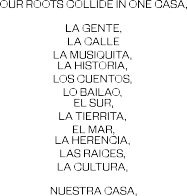 OUR ROOTS COLLIDE IN ONE CASA,
LA GENTE,
LA CALLE
LA MUSIQUITA,
LA HISTORIA,
LOS CUENTOS,
LO BAILAO,
EL SUR,
LA TIERRITA,
EL MAR,
LA HERENCIA,
LAS RAICES,
LA CULTURA,
NUESTRA CASA,